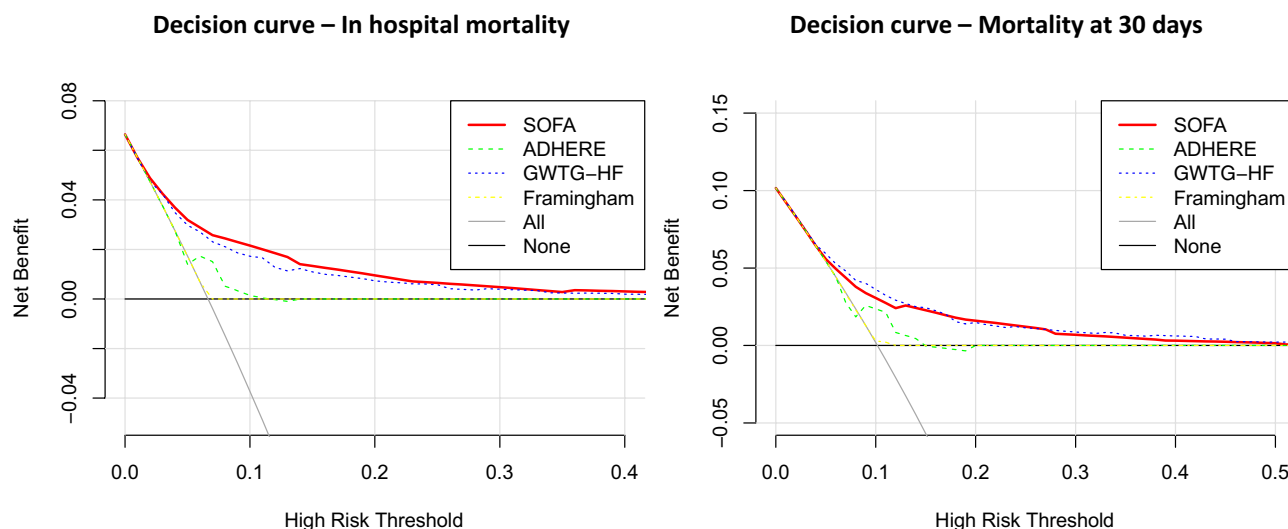 Decision curve – In hospital mortality
0.08
0.04
0.00
−0.04
Net Benefit
SOFA
ADHERE
GWTG−HF
Framingham
All
None
0.0 0.1 0.2 0.3 0.4
High Risk Threshold
Decision curve – Mortality at 30 days
0.15
0.10
0.05
0.00
−0.05
Net Benefit
SOFA
ADHERE
GWTG−HF
Framingham
All
None
0.0 0.1 0.2 0.3 0.4 0.5
High Risk Threshold